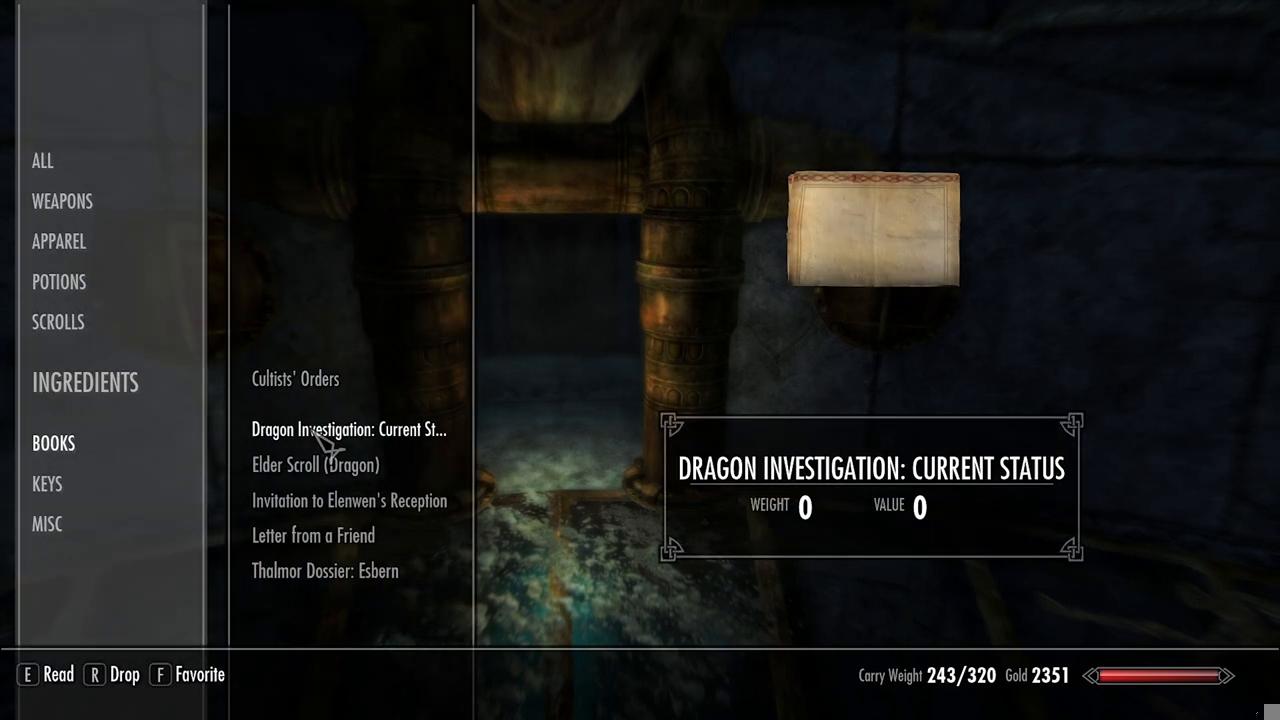 ALL
WEAPONS
APPAREL
POTIONS
SCROLLS
INGREDIENTS
BOOKS
KEYS
MISC
Cultists' Orders
Dragon Investigation: Current St...
Elder Scroll (Dragon)
Invitation to Elenwen's Reception
Letter from a Friend
Thalmor Dossier: Esbern
DRAGON INVESTIGATION: CURRENT STATUS
WEIGHT 0 VALUE 0
E Read R Drop F Favorite Carry Weight 243/320 Gold 2351